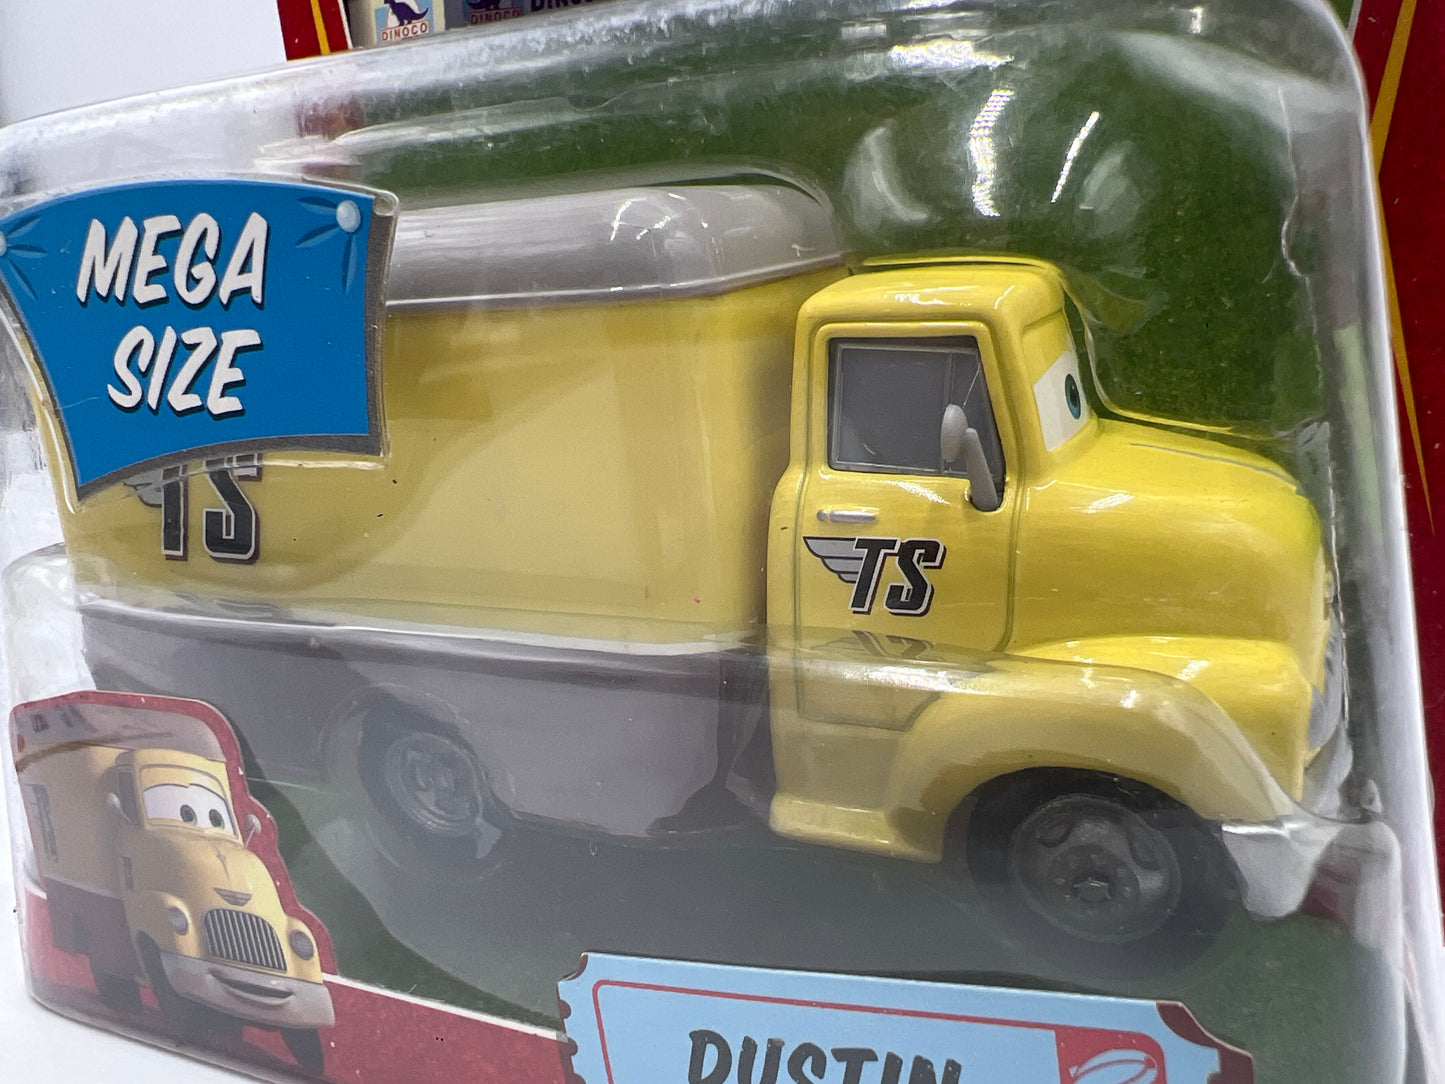 DINOCO
DINOCO
MEGA
SIZE
TS
TS
DUSTIN